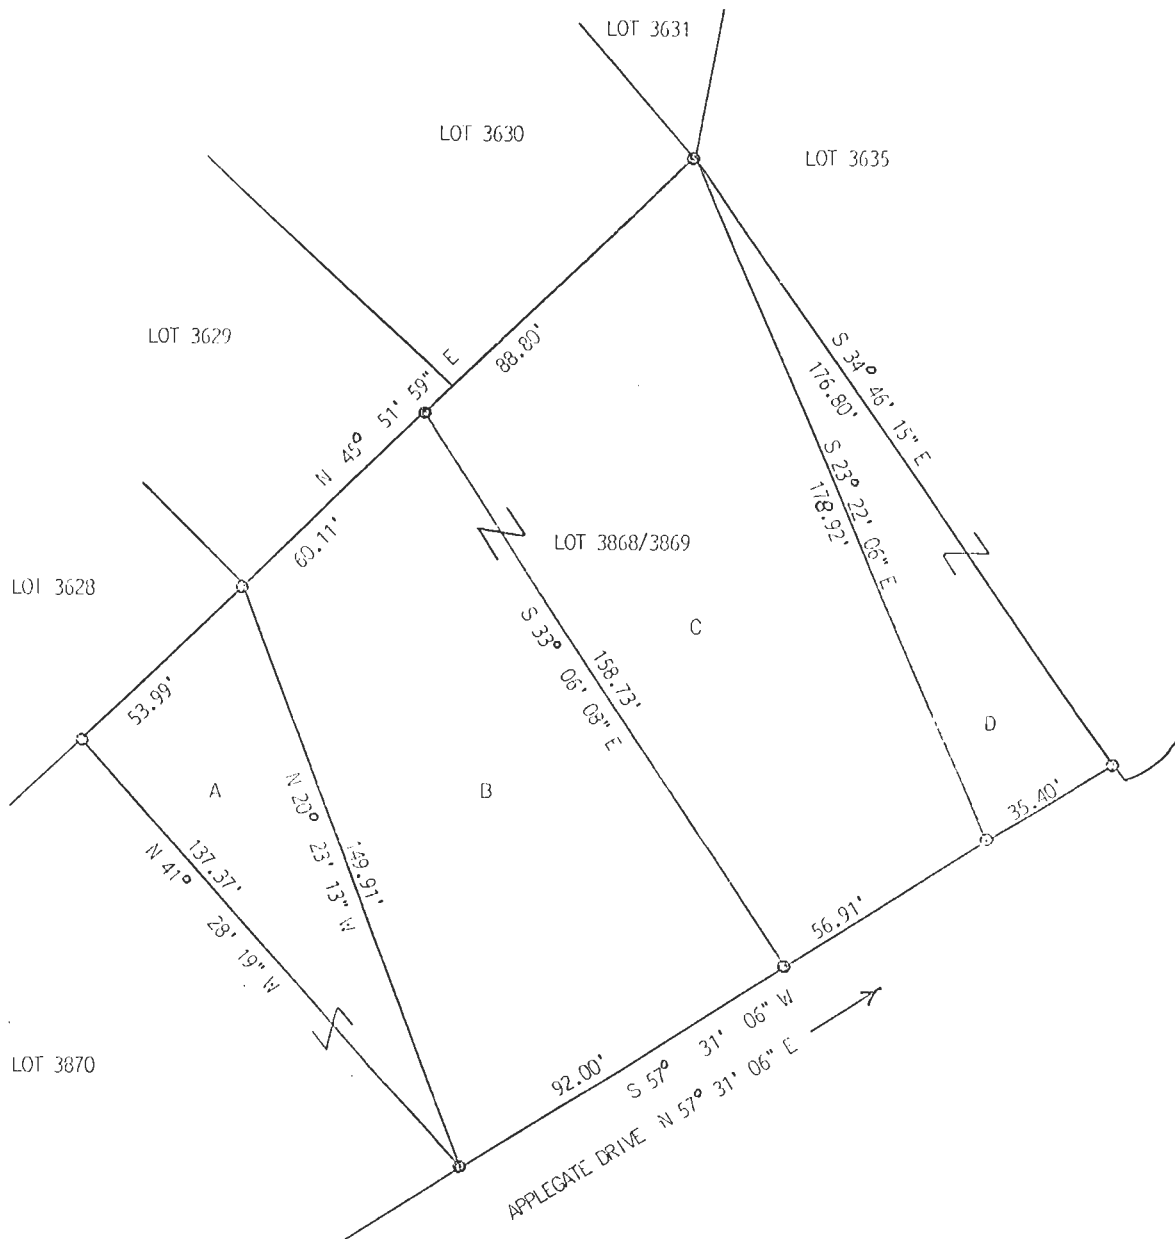 LOT 3631
LOT 3630
LOT 3635
LOT 3629
88.80'
N 45° 51' 59" E
S 34° 46' 15" E
176.80'
60.11'
LOT 3868/3869
S 23° 22' 06" E
178.92'
LOT 3628
C
S 33° 06' 08" E
158.73'
53.99'
D
A
B
N 20° 23' 13" W
149.91'
35.40'
137.37'
N 41° 28' 19" W
56.91'
LOT 3870
92.00'
S 57° 31' 06" W
APPLEGATE DRIVE N 57° 31' 06" E